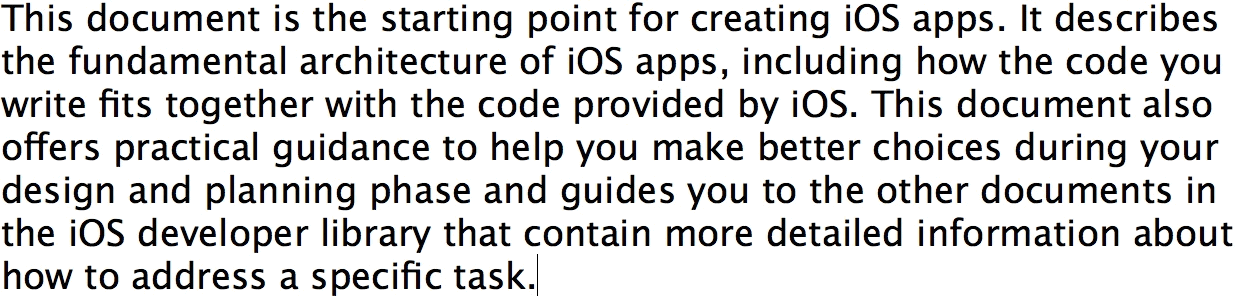 This document is the starting point for creating iOS apps. It describes
the fundamental architecture of iOS apps, including how the code you
write fits together with the code provided by iOS. This document also
offers practical guidance to help you make better choices during your
design and planning phase and guides you to the other documents in
the iOS developer library that contain more detailed information about
how to address a specific task.